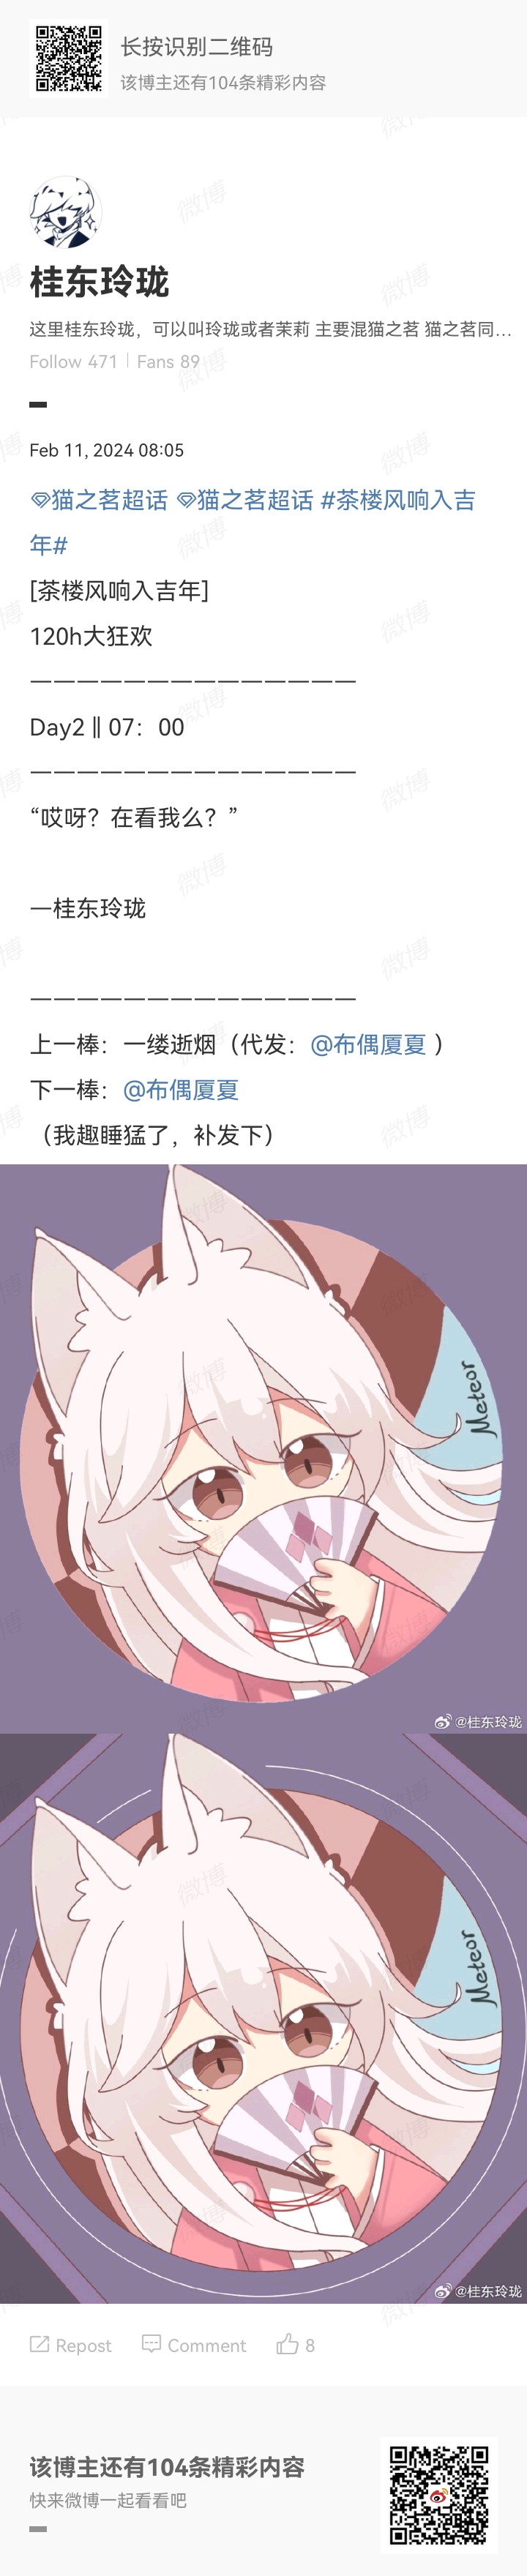 长按识别二维码
该博主还有104条精彩内容
桂东玲珑
这里桂东玲珑，可以叫玲珑或者茉莉 主要混猫之茗 猫之茗同...
Follow 471 | Fans 89
Feb 11, 2024 08:05
猫之茗超话 猫之茗超话 #茶楼风响入吉
年#
[茶楼风响入吉年]
120h大狂欢
——————————————
Day2 ‖ 07：00
——————————————
“哎呀？在看我么？”
—桂东玲珑
——————————————
上一棒：一缕逝烟（代发：@布偶厦夏 ）
下一棒：@布偶厦夏
（我趣睡猛了，补发下）
Meteor
@桂东玲珑
Meteor
@桂东玲珑
Repost Comment 8
该博主还有104条精彩内容
快来微博一起看看吧
微博